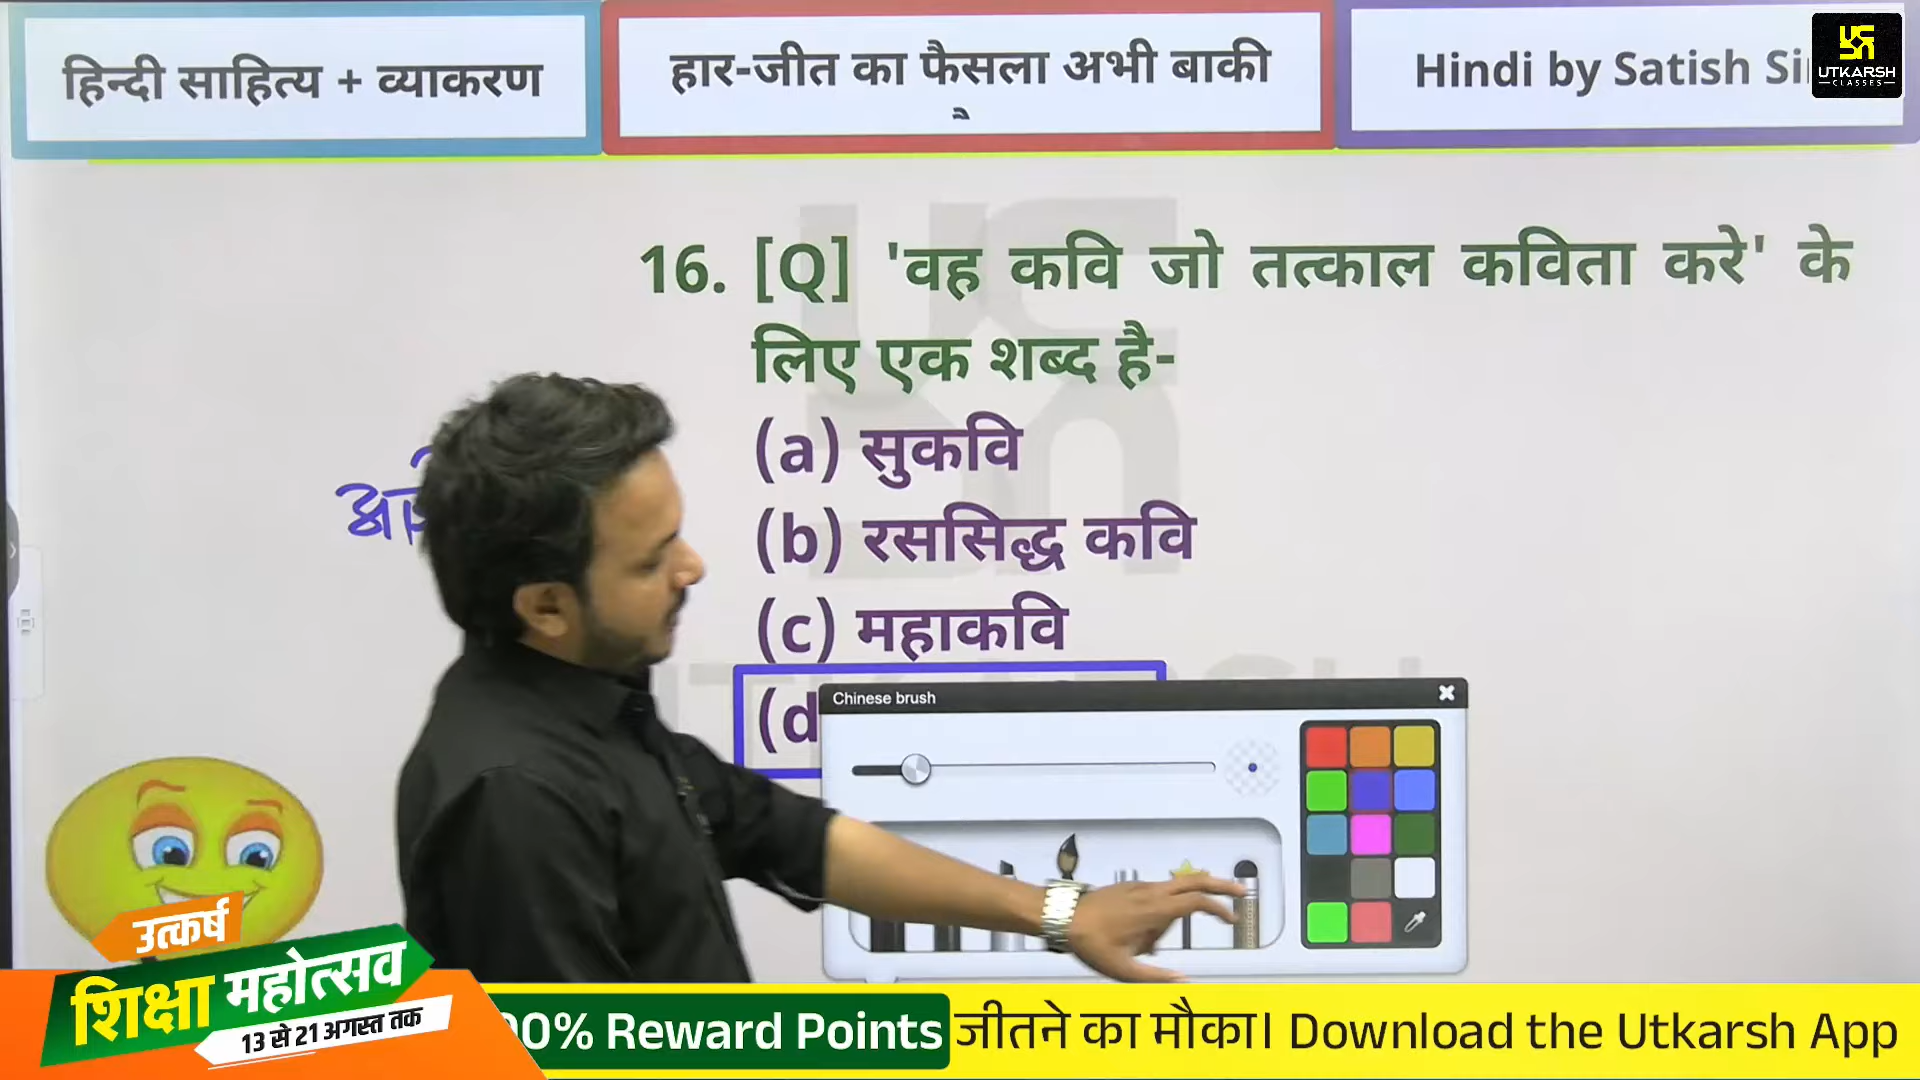 हिन्दी साहित्य + व्याकरण
हार-जीत का फैसला अभी बाकी
Hindi by Satish
UTKARSH
CLASSES
16. [Q] 'वह कवि जो तत्काल कविता करे' के
लिए एक शब्द है-
(a) सुकवि
(b) रससिद्ध कवि
(c) महाकवि
(d
Chinese brush
उत्कर्ष
शिक्षा महोत्सव
13 से 21 अगस्त तक
00% Reward Points जीतने का मौका। Download the Utkarsh App